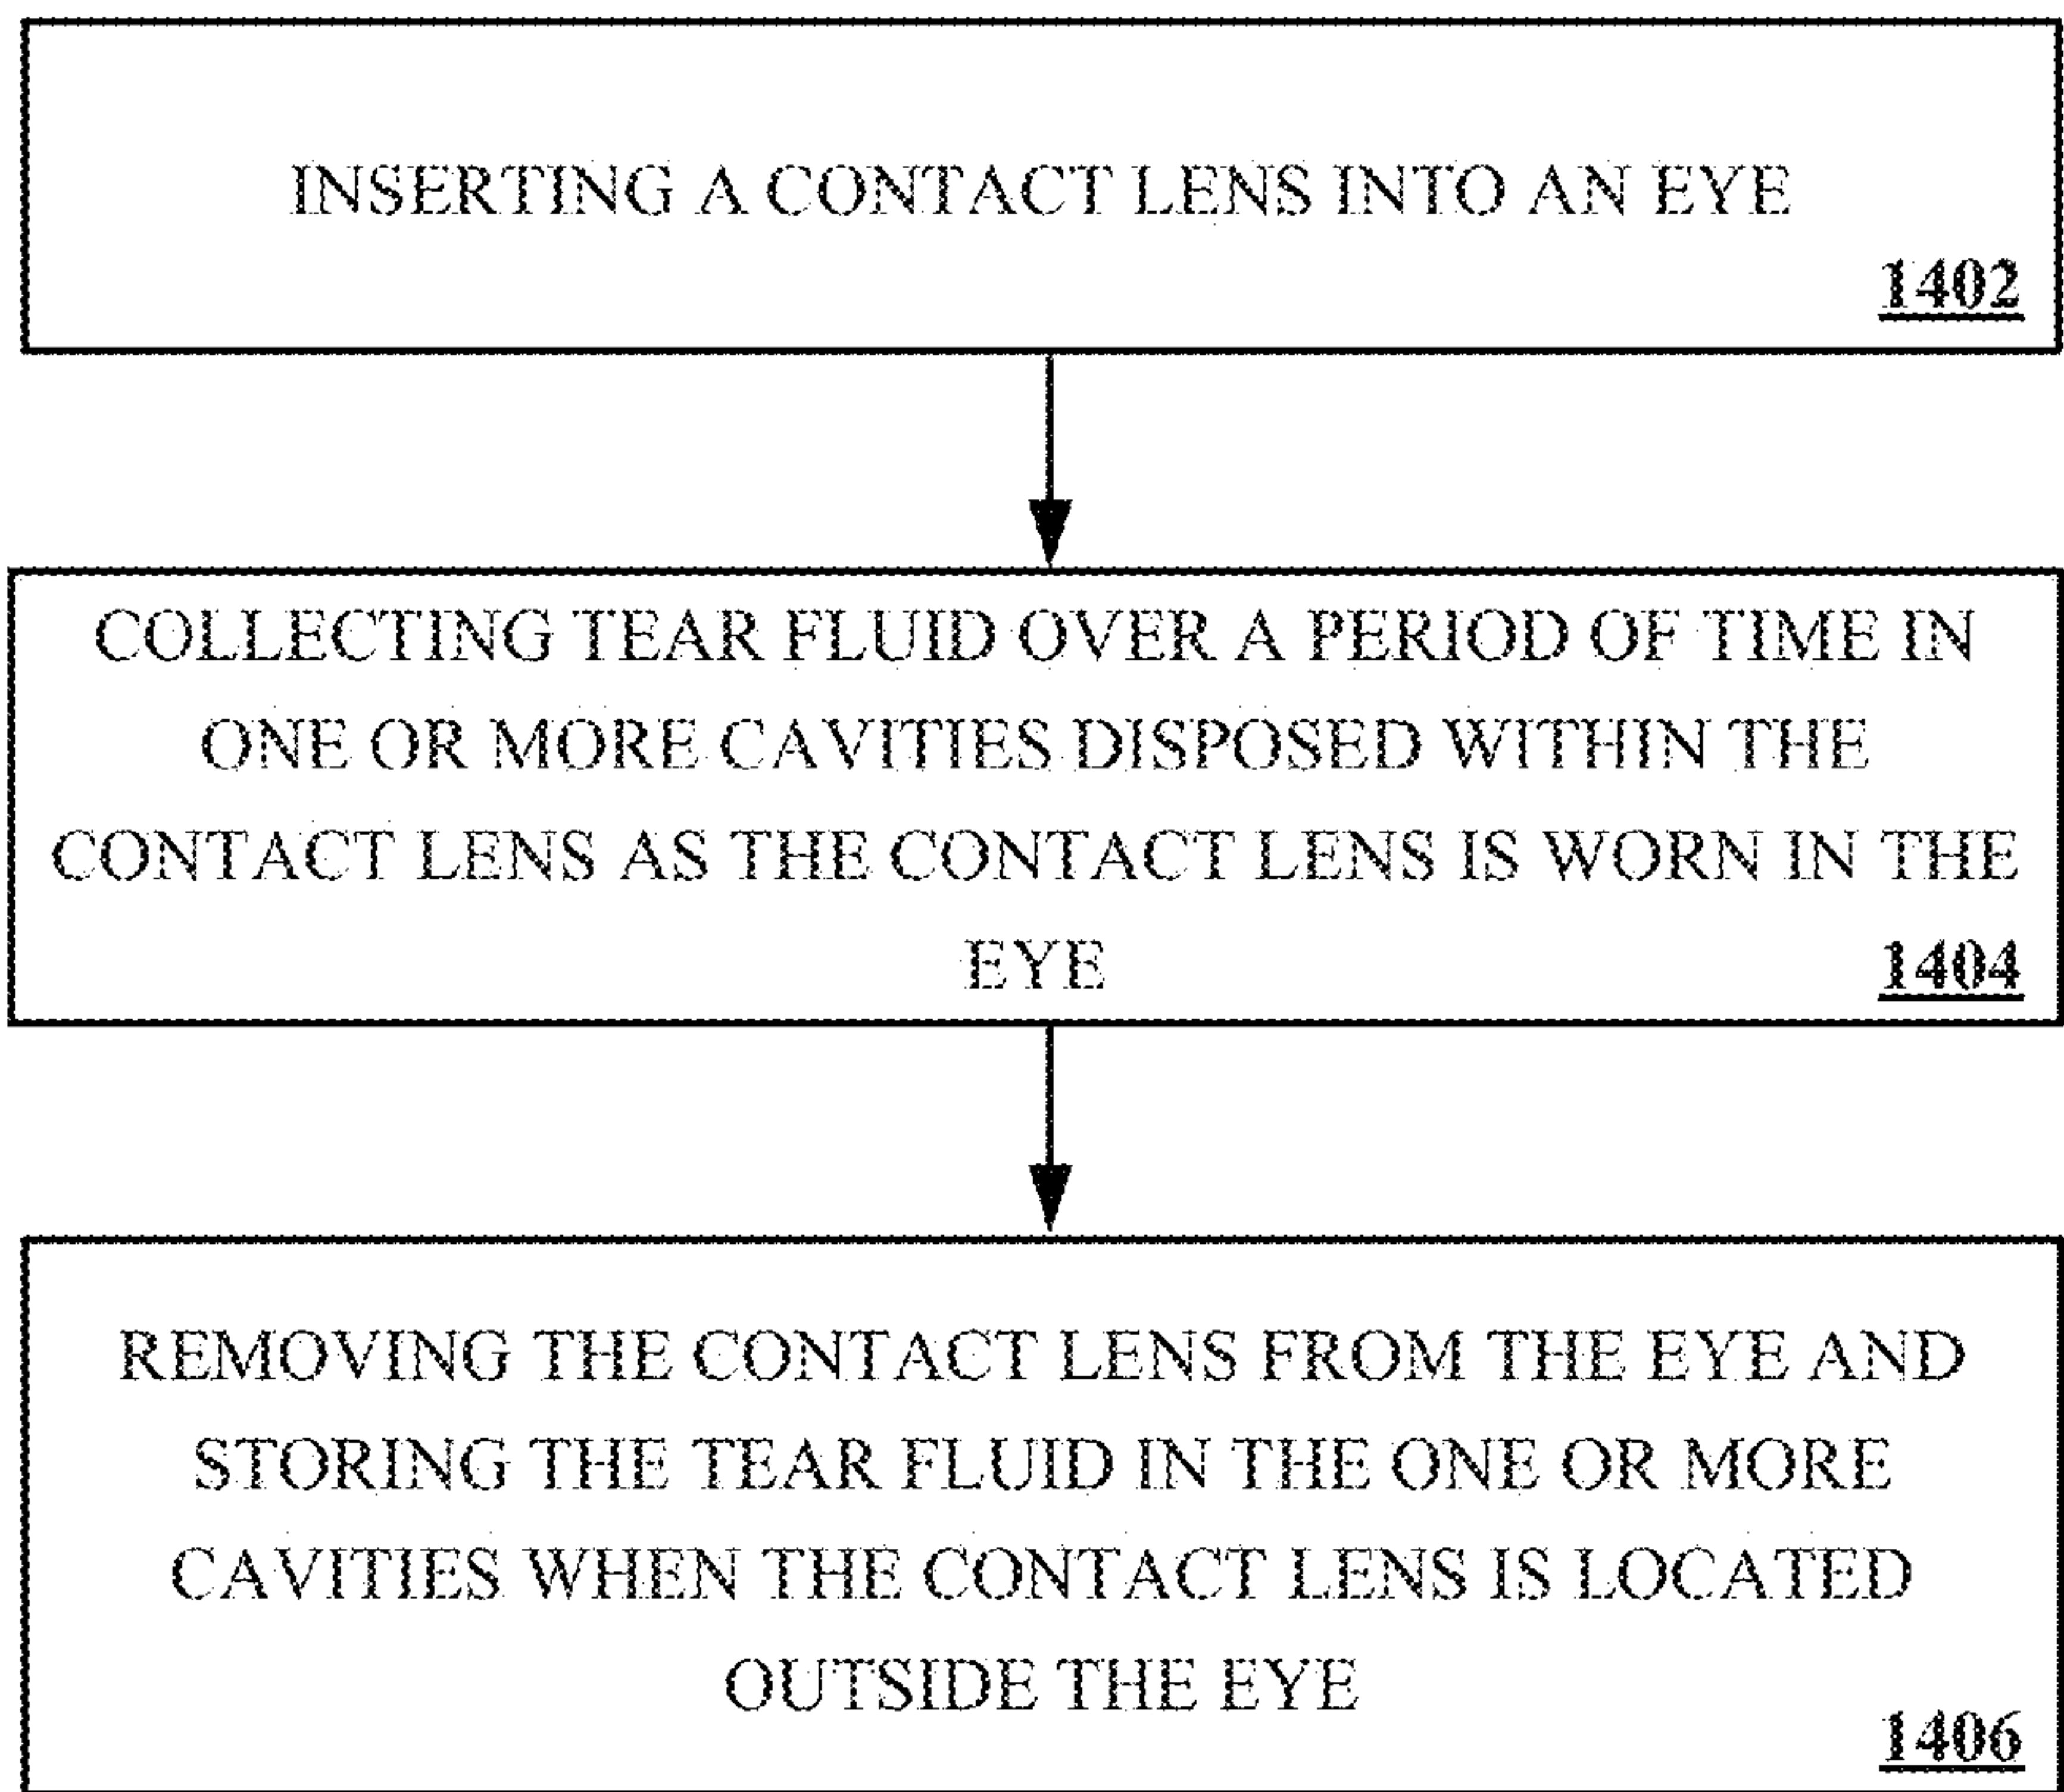 INSERTING A CONTACT LENS INTO AN EYE
1402
COLLECTING TEAR FLUID OVER A PERIOD OF TIME IN
ONE OR MORE CAVITIES DISPOSED WITHIN THE
CONTACT LENS AS THE CONTACT LENS IS WORN IN THE
EYE
1404
REMOVING THE CONTACT LENS FROM THE EYE AND
STORING THE TEAR FLUID IN THE ONE OR MORE
CAVITIES WHEN THE CONTACT LENS IS LOCATED
OUTSIDE THE EYE
1406